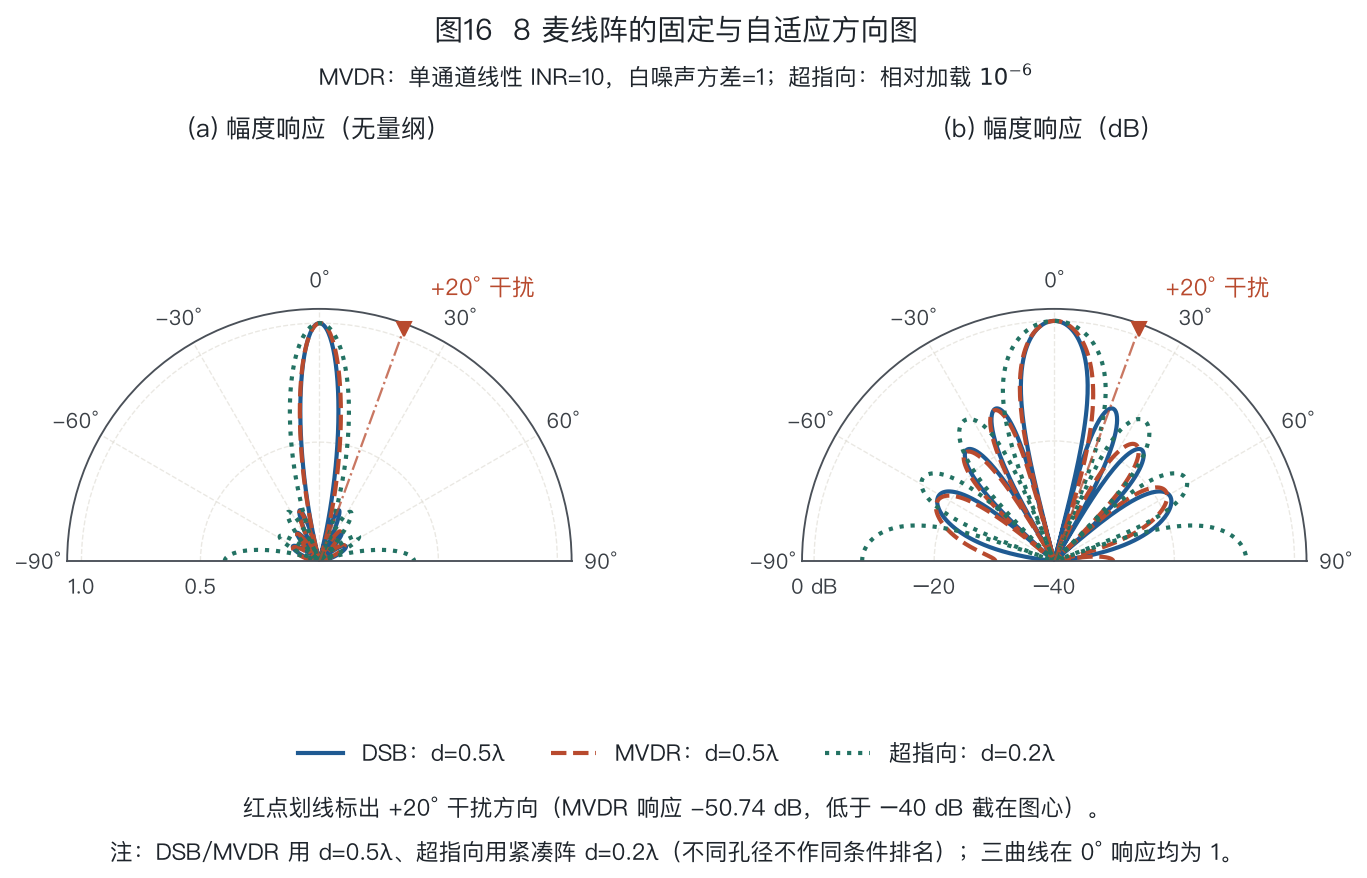 图16 8 麦线阵的固定与自适应方向图
MVDR：单通道线性 INR=10，白噪声方差=1；超指向：相对加载 10⁻⁶
(a) 幅度响应（无量纲）
(b) 幅度响应（dB）
0°
+20° 干扰
−30°
30°
−60°
60°
−90°
90°
1.0
0.5
0°
+20° 干扰
−30°
30°
−60°
60°
−90°
90°
0 dB
−20
−40
DSB：d=0.5λ
MVDR：d=0.5λ
超指向：d=0.2λ
红点划线标出 +20° 干扰方向（MVDR 响应 −50.74 dB，低于 −40 dB 截在图心）。
注：DSB/MVDR 用 d=0.5λ、超指向用紧凑阵 d=0.2λ（不同孔径不作同条件排名）；三曲线在 0° 响应均为 1。